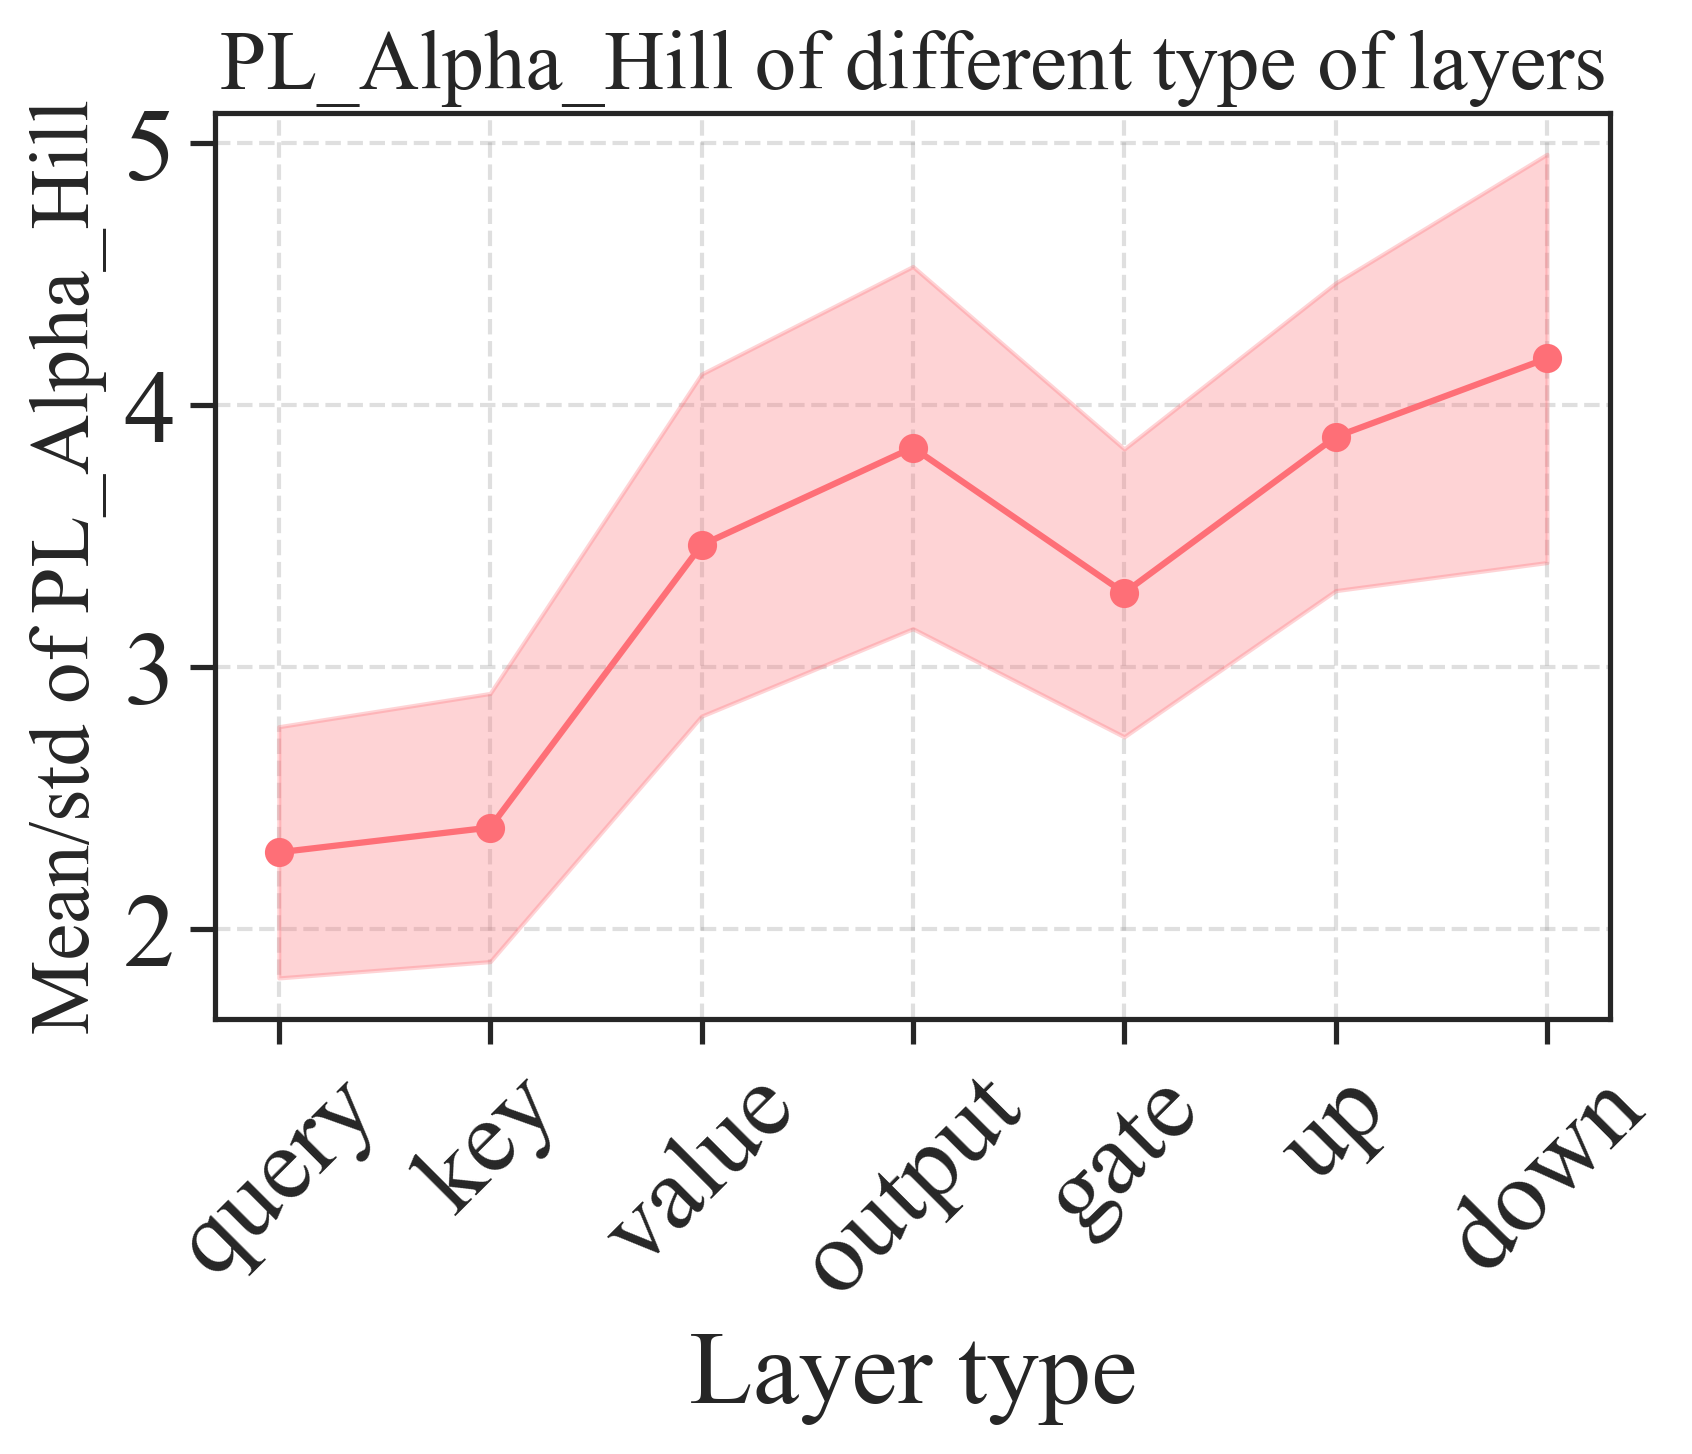 PL_Alpha_Hill of different type of layers
Mean/std of PL_Alpha_Hill
5
4
3
2
query
key
value
output
gate
up
down
Layer type